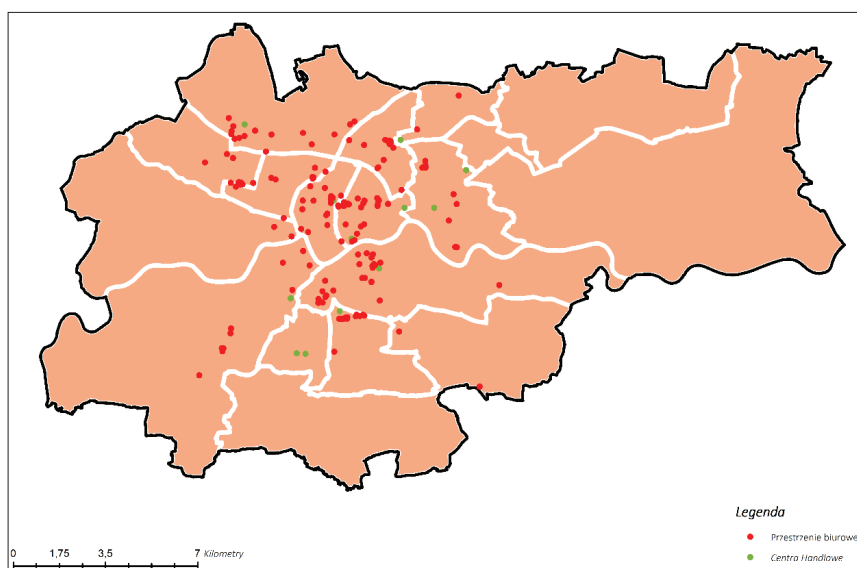 Legenda
Przestrzenie biurowe
Centra Handlowe
0 1,75 3,5 7 Kilometry